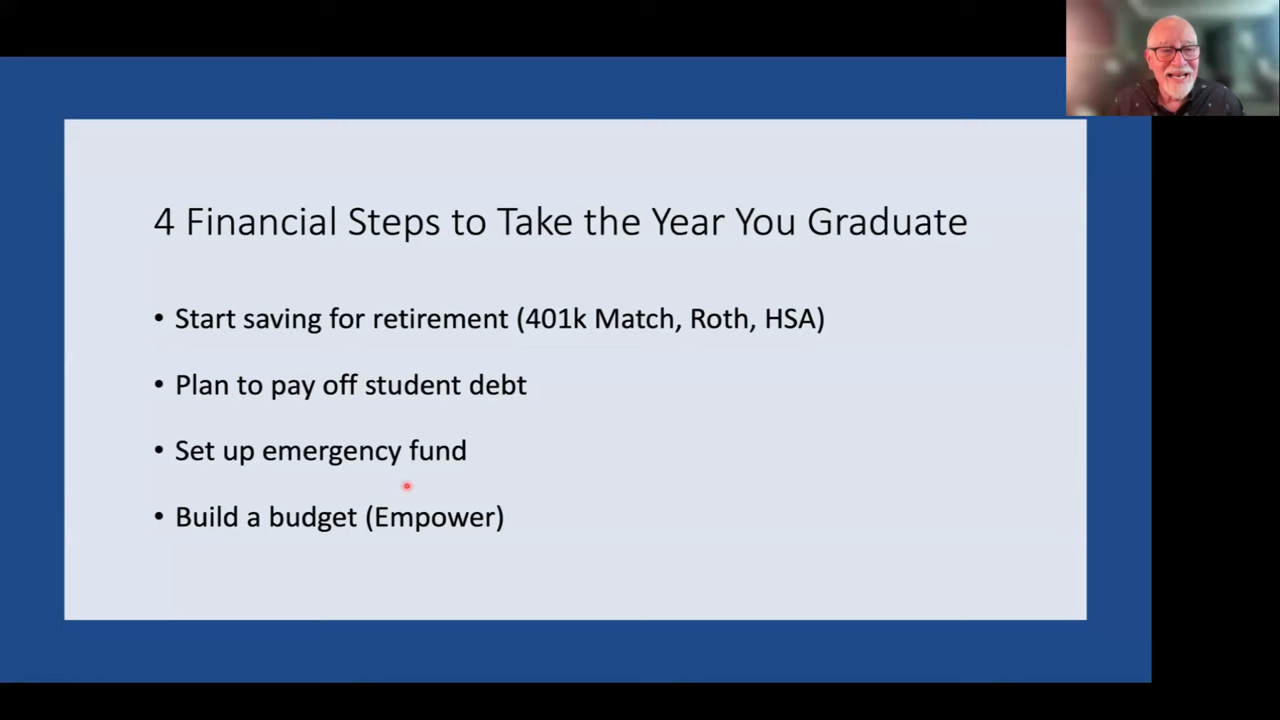 4 Financial Steps to Take the Year You Graduate
• Start saving for retirement (401k Match, Roth, HSA)
• Plan to pay off student debt
• Set up emergency fund
• Build a budget (Empower)